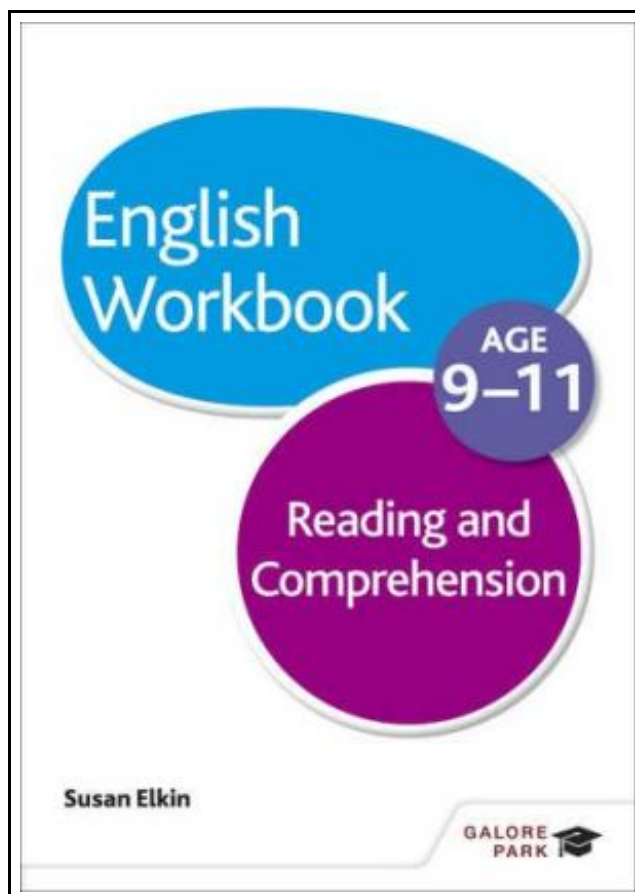 English
Workbook
AGE
9–11
Reading and
Comprehension
Susan Elkin
GALORE
PARK